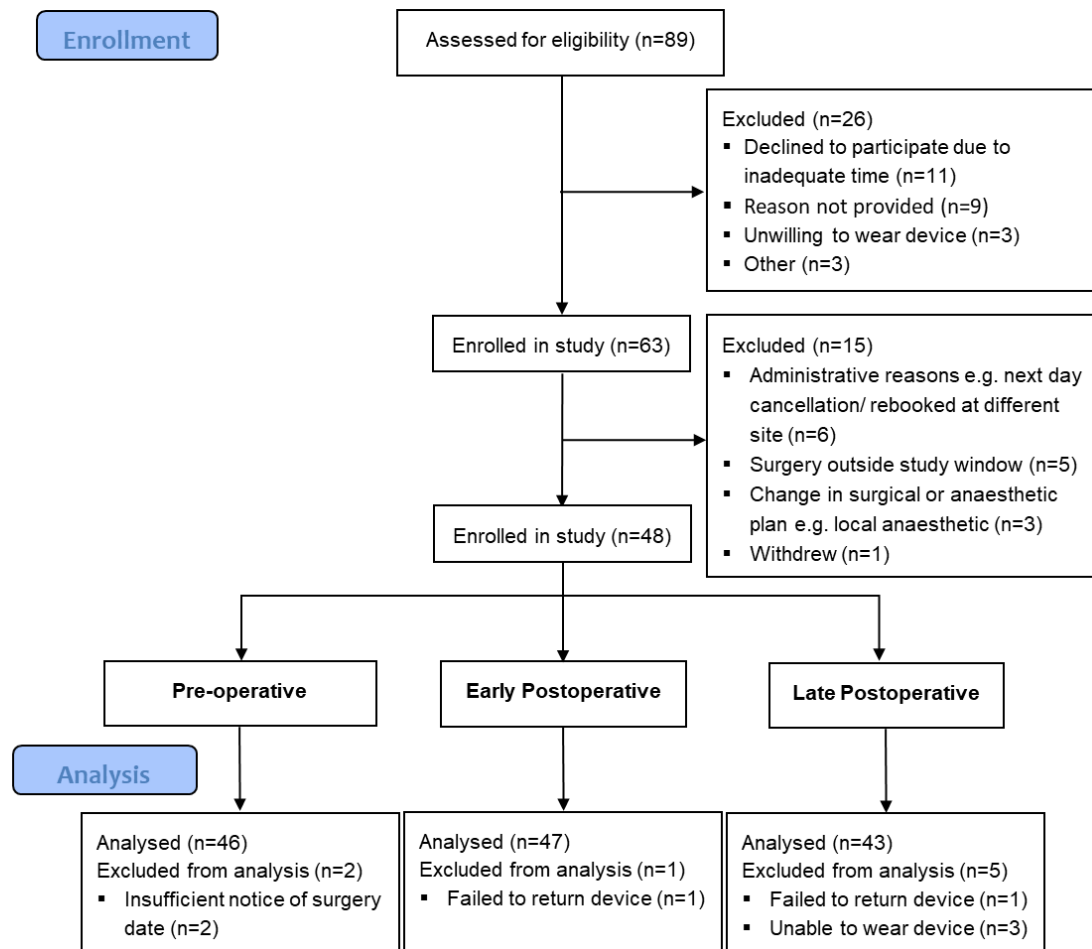 Enrollment
Assessed for eligibility (n=89)
Excluded (n=26)
▪ Declined to participate due to
inadequate time (n=11)
▪ Reason not provided (n=9)
▪ Unwilling to wear device (n=3)
▪ Other (n=3)
Enrolled in study (n=63)
Excluded (n=15)
▪ Administrative reasons e.g. next day
cancellation/ rebooked at different
site (n=6)
▪ Surgery outside study window (n=5)
▪ Change in surgical or anaesthetic
plan e.g. local anaesthetic (n=3)
▪ Withdrew (n=1)
Enrolled in study (n=48)
Pre-operative
Early Postoperative
Late Postoperative
Analysis
Analysed (n=46)
Excluded from analysis (n=2)
▪ Insufficient notice of surgery
date (n=2)
Analysed (n=47)
Excluded from analysis (n=1)
▪ Failed to return device (n=1)
Analysed (n=43)
Excluded from analysis (n=5)
▪ Failed to return device (n=1)
▪ Unable to wear device (n=3)